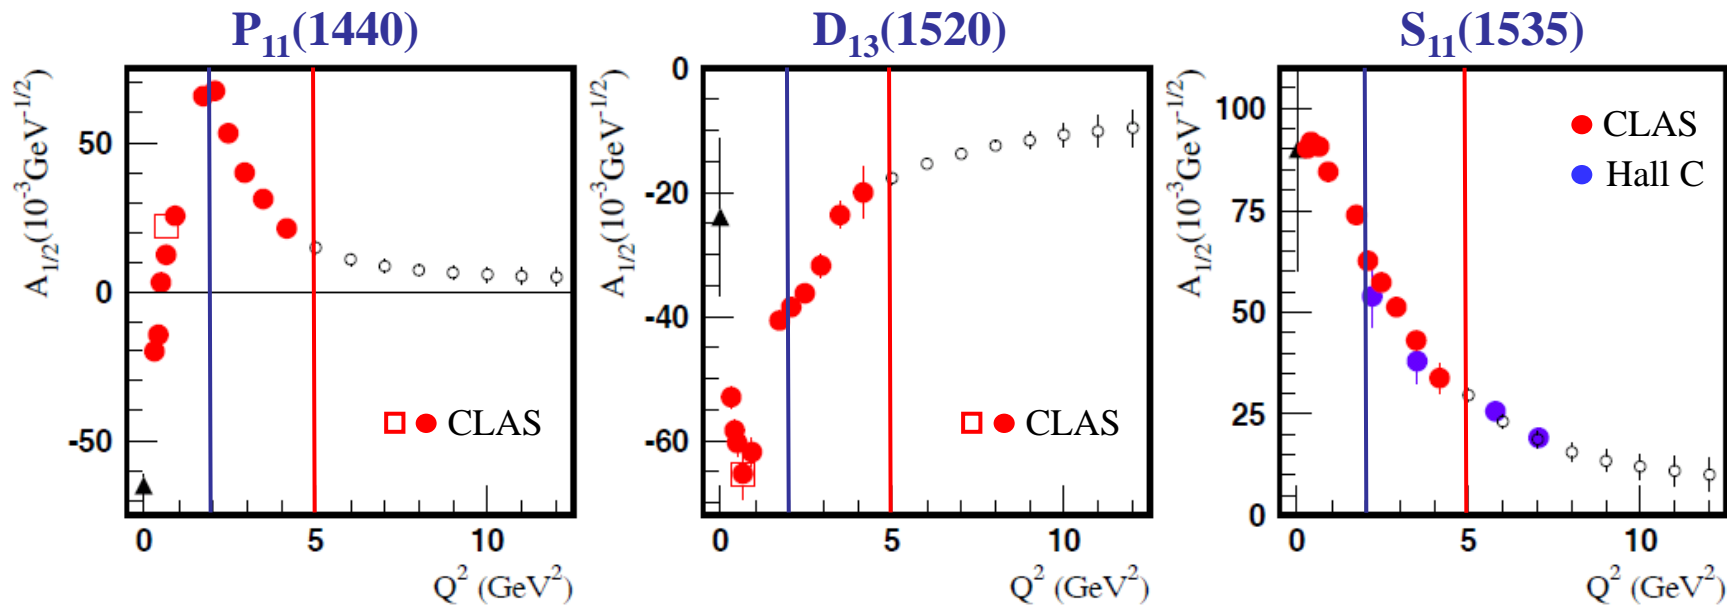 P₁₁(1440)
A₁/₂(10⁻³GeV⁻¹/²)
50
0
-50
CLAS
0 5 10
Q² (GeV²)
D₁₃(1520)
A₁/₂(10⁻³GeV⁻¹/²)
0
-20
-40
-60
CLAS
0 5 10
Q² (GeV²)
S₁₁(1535)
A₁/₂(10⁻³GeV⁻¹/²)
100
75
50
25
0
CLAS
Hall C
0 5 10
Q² (GeV²)